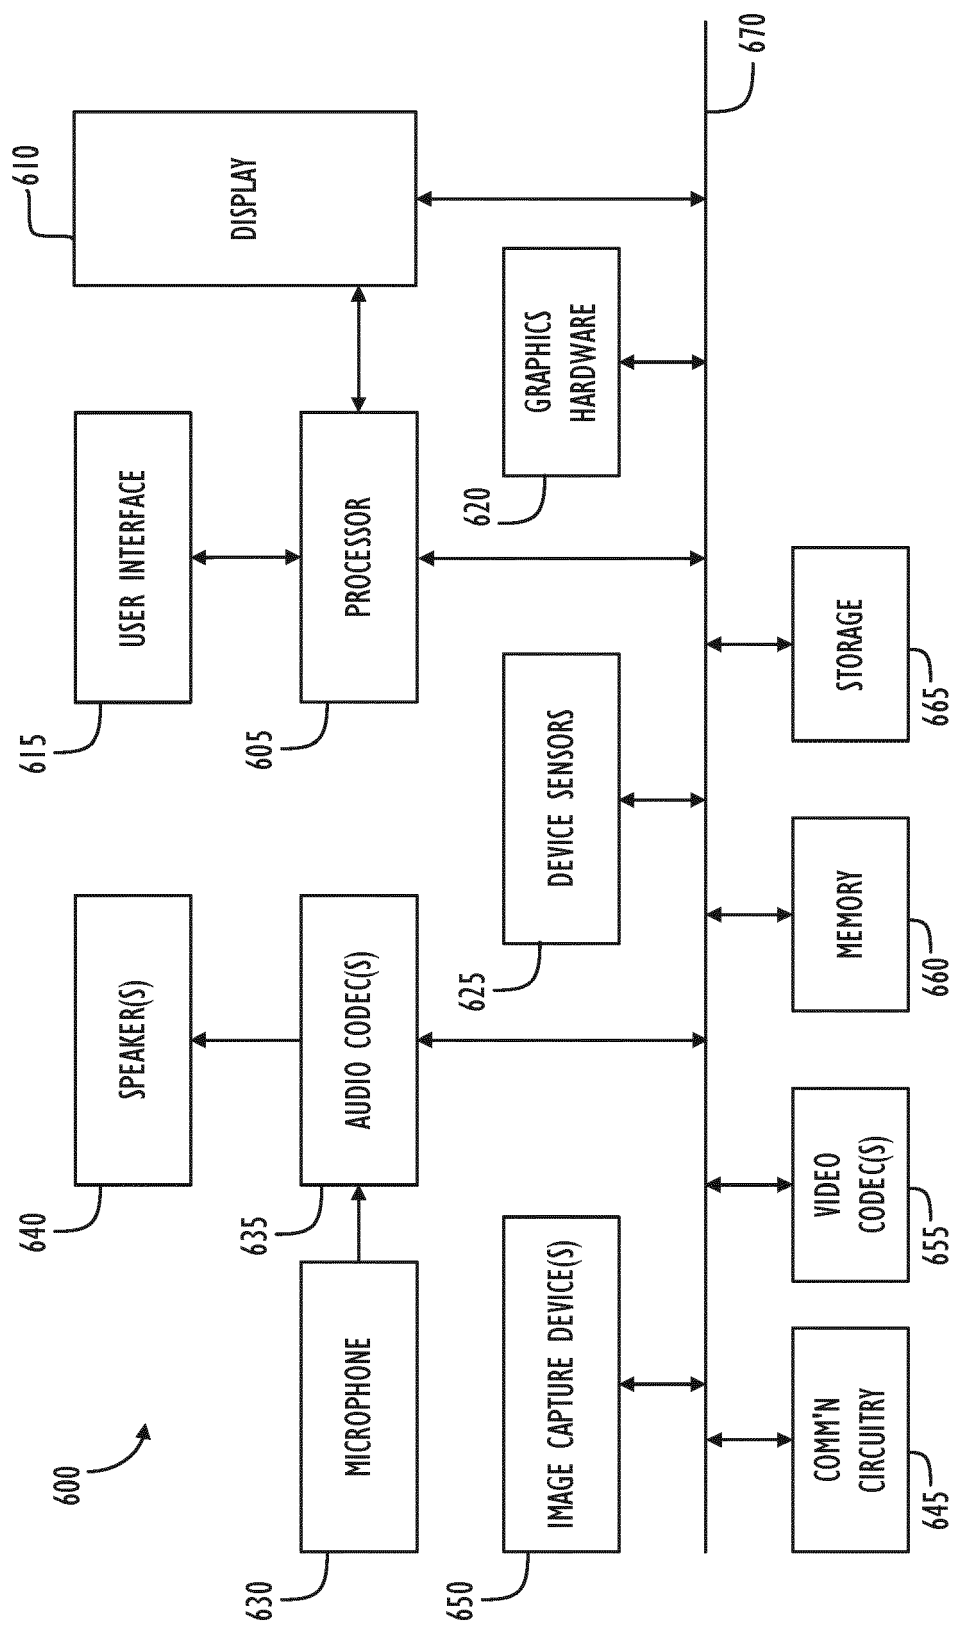 600
MICROPHONE
630
SPEAKER(S)
640
AUDIO CODEC(S)
635
USER INTERFACE
615
PROCESSOR
605
DISPLAY
610
IMAGE CAPTURE DEVICE(S)
650
DEVICE SENSORS
625
GRAPHICS
HARDWARE
620
670
COMM'N
CIRCUITRY
645
VIDEO
CODEC(S)
655
MEMORY
660
STORAGE
665